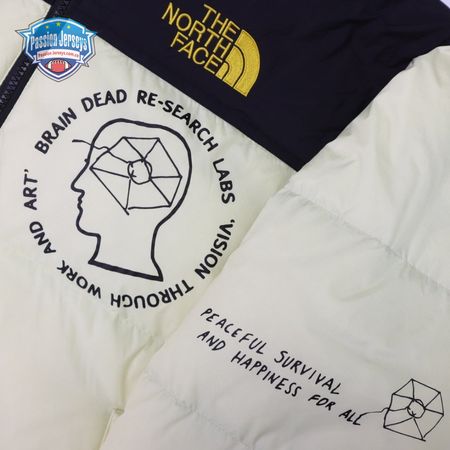 Passion Jerseys
THE
NORTH
FACE
BRAIN DEAD RE-SEARCH LABS 'VISION THROUGH WORK AND ART'
PEACEFUL SURVIVAL
AND HAPPINESS FOR ALL